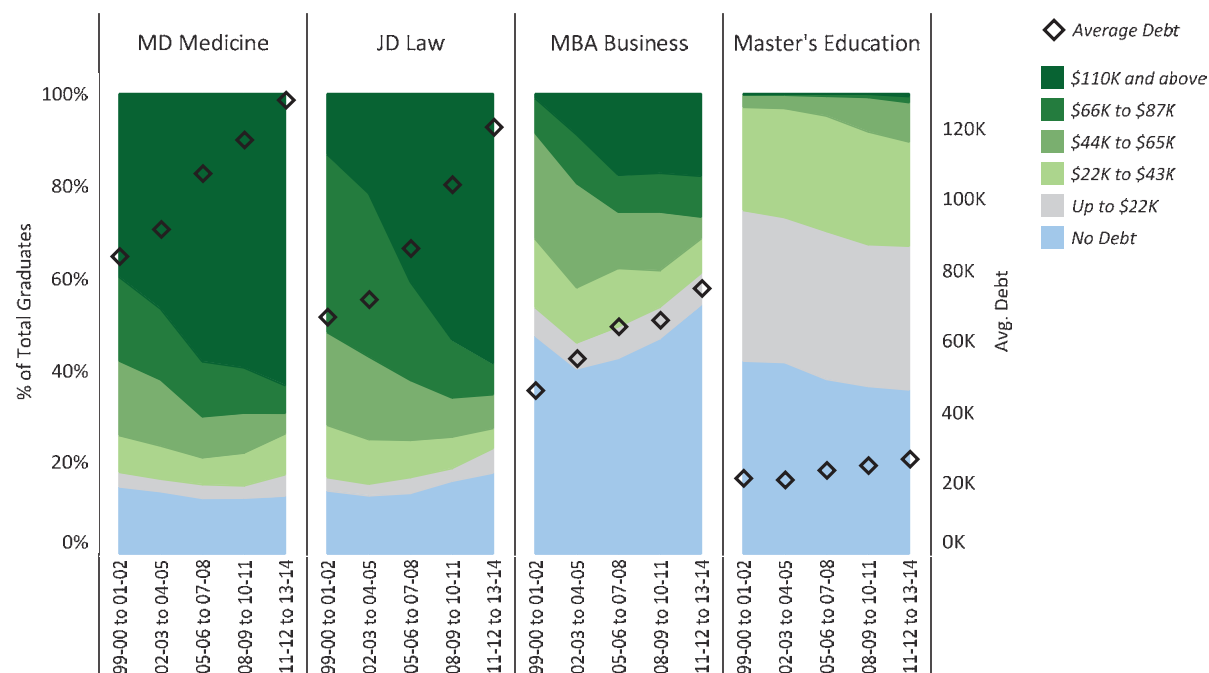 MD Medicine
JD Law
MBA Business
Master's Education
Average Debt
$110K and above
$66K to $87K
$44K to $65K
$22K to $43K
Up to $22K
No Debt
% of Total Graduates
100%
80%
60%
40%
20%
0%
120K
100K
80K
60K
40K
20K
0K
Avg. Debt
99-00 to 01-02
02-03 to 04-05
05-06 to 07-08
08-09 to 10-11
11-12 to 13-14
99-00 to 01-02
02-03 to 04-05
05-06 to 07-08
08-09 to 10-11
11-12 to 13-14
99-00 to 01-02
02-03 to 04-05
05-06 to 07-08
08-09 to 10-11
11-12 to 13-14
99-00 to 01-02
02-03 to 04-05
05-06 to 07-08
08-09 to 10-11
11-12 to 13-14